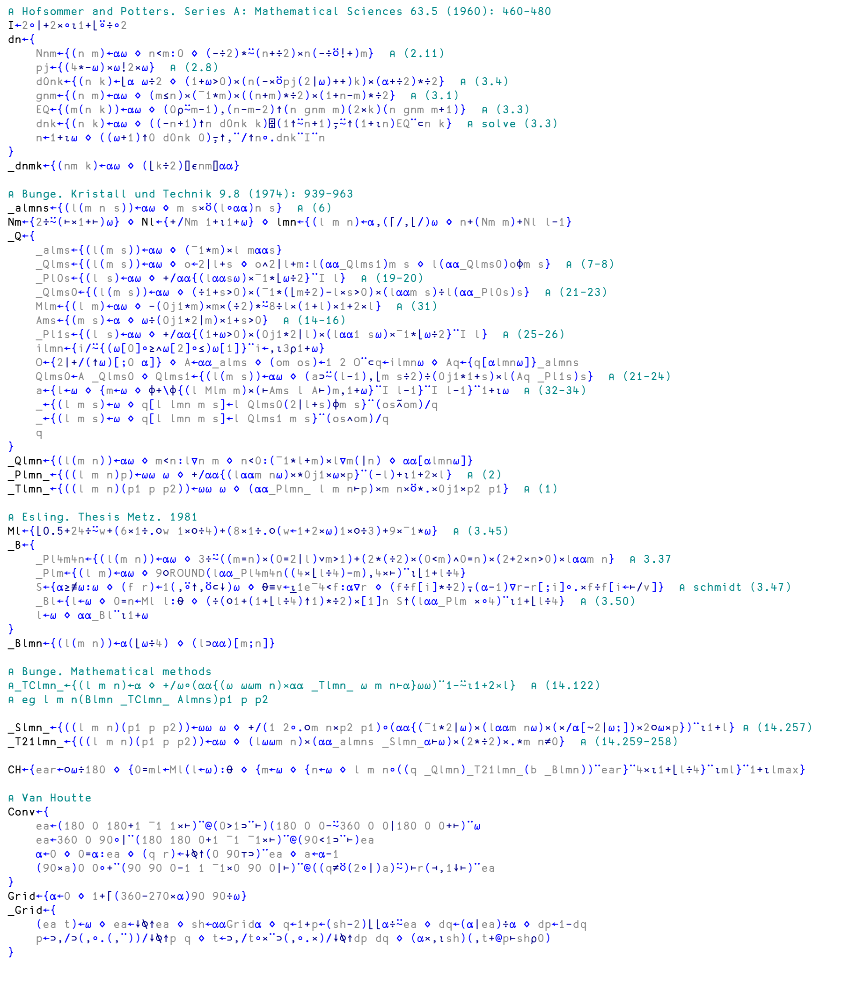 ⍝ Hofsommer and Potters. Series A: Mathematical Sciences 63.5 (1960): 460-480
I←2∘|+2×∘⍳1+⌊⍤÷∘2
dn←{
    Nnm←{(n m)←⍺⍵ ⋄ n<m:0 ⋄ (-÷2)*⍨(n+÷2)×n(-÷⍥!+)m}  ⍝ (2.11)
    pj←{(4*-⍵)×⍵!2×⍵}  ⍝ (2.8)
    d0nk←{(n k)←⌊⍺ ⍵÷2 ⋄ (1+⍵>0)×(n(-×⍥pj(2|⍵)++)k)×(⍺+÷2)*÷2}  ⍝ (3.4)
    gnm←{(n m)←⍺⍵ ⋄ (m≤n)×(¯1*m)×((n+m)*÷2)×(1+n-m)*÷2}  ⍝ (3.1)
    EQ←{(m(n k))←⍺⍵ ⋄ (0⍴⍨m-1),(n-m-2)↑(n gnm m)(2×k)(n gnm m+1)}  ⍝ (3.3)
    dnk←{(n k)←⍺⍵ ⋄ ((-n+1)↑n d0nk k)⌹(1↑⍨n+1)⍪⍨↑(1+⍳n)EQ¨⊂n k}  ⍝ solve (3.3)
    n←1+⍳⍵ ⋄ ((⍵+1)↑0 d0nk 0)⍪↑,¨/↑n∘.dnk¨I¨n
}
_dnmk←{(nm k)←⍺⍵ ⋄ (⌊k÷2)⌷∊nm⌷⍺⍺}

⍝ Bunge. Kristall und Technik 9.8 (1974): 939-963
_almns←{(l(m n s))←⍺⍵ ⋄ m s×⍥(l∘⍺⍺)n s}  ⍝ (6)
Nm←{2÷⍨(⊢×1+⊢)⍵} ⋄ Nl←{+/Nm 1+⍳1+⍵} ⋄ lmn←{(l m n)←⍺,(⌈/,⌊/)⍵ ⋄ n+(Nm m)+Nl l-1}
_Q←{
    _alms←{(l(m s))←⍺⍵ ⋄ (¯1*m)×l m⍺⍺s}
    _Qlms←{(l(m s))←⍺⍵ ⋄ o←2|l+s ⋄ o∧2|l+m:l(⍺⍺_Qlms1)m s ⋄ l(⍺⍺_Qlms0)o⌽m s}  ⍝ (7-8)
    _Pl0s←{(l s)←⍺⍵ ⋄ +/⍺⍺{(l⍺⍺s⍵)×¯1*⌊⍵÷2}¨I l}  ⍝ (19-20)
    _Qlms0←{(l(m s))←⍺⍵ ⋄ (÷1+s>0)×(¯1*(⌊m÷2)-l×s>0)×(l⍺⍺m s)÷l(⍺⍺_Pl0s)s}  ⍝ (21-23)
    Mlm←{(l m)←⍺⍵ ⋄ -(0j1*m)×m×(÷2)*⍨8÷l×(1+l)×1+2×l}  ⍝ (31)
    Ams←{(m s)←⍺ ⋄ ⍵÷(0j1*2|m)×1+s>0}  ⍝ (14-16)
    _Pl1s←{(l s)←⍺⍵ ⋄ +/⍺⍺{(1+⍵>0)×(0j1*2|l)×(l⍺⍺1 s⍵)×¯1*⌊⍵÷2}¨I l}  ⍝ (25-26)
    ilmn←{i/⍨{(⍵[0]∘≥∧⍵[2]∘≤)⍵[1]}¨i←,⍳3⍴1+⍵}
    O←{2|+/(↑⍵)[;0 ⍺]} ⋄ A←⍺⍺_alms ⋄ (om os)←1 2 O¨⊂q←ilmn⍵ ⋄ Aq←{q[⍺lmn⍵]}_almns
    Qlms0←A _Qlms0 ⋄ Qlms1←{(l(m s))←⍺⍵ ⋄ (a⊃⍨(l-1),⌊m s÷2)÷(0j1*1+s)×l(Aq _Pl1s)s}  ⍝ (21-24)
    a←{l←⍵ ⋄ {m←⍵ ⋄ ⌽+\⌽{(l Mlm m)×(⊢Ams l A⊢)m,1+⍵}¨I l-1}¨I l-1}¨1+⍳⍵  ⍝ (32-34)
    _←{(l m s)←⍵ ⋄ q[l lmn m s]←l Qlms0(2|l+s)⌽m s}¨(os⍲om)/q
    _←{(l m s)←⍵ ⋄ q[l lmn m s]←l Qlms1 m s}¨(os∧om)/q
    q
}
_Qlmn←{(l(m n))←⍺⍵ ⋄ m<n:l∇n m ⋄ n<0:(¯1*l+m)×l∇m(|n) ⋄ ⍺⍺[⍺lmn⍵]}
_Plmn_←{((l m n)p)←⍵⍵ ⍵ ⋄ +/⍺⍺{(l⍺⍺m n⍵)××*0j1×⍵×p}¨(-l)+⍳1+2×l}  ⍝ (2)
_Tlmn_←{((l m n)(p1 p p2))←⍵⍵ ⍵ ⋄ (⍺⍺_Plmn_ l m n⊢p)×m n×⍥*.×0j1×p2 p1}  ⍝ (1)

⍝ Esling. Thesis Metz. 1981
Ml←{⌊0.5+24÷⍨w+(6×1÷.○w 1×○÷4)+(8×1÷.○(w←1+2×⍵)1×○÷3)+9×¯1*⍵}  ⍝ (3.45)
_B←{
    _Pl4m4n←{(l(m n))←⍺⍵ ⋄ 3÷⍨((m=n)×(0=2|l)∨m>1)+(2*(÷2)×(0<m)∧0=n)×(2+2×n>0)×l⍺⍺m n}  ⍝ 3.37
    _Plm←{(l m)←⍺⍵ ⋄ 9○ROUND(l⍺⍺_Pl4m4n((4×⌊l÷4)-m),4×⊢)¨⍳⌊1+l÷4}
    S←{⍺≥≢⍵:⍵ ⋄ (f r)←1(,⍤↑,⍥⊂↓)⍵ ⋄ ⍬≡v←⍸1e¯4<f:⍺∇r ⋄ (f÷f[i]*÷2)⍪(⍺-1)∇r-r[;i]∘.×f÷f[i←⊢/v]}  ⍝ schmidt (3.47)
    _Bl←{l←⍵ ⋄ 0=n←Ml l:⍬ ⋄ (÷(○1+(1+⌊l÷4)↑1)*÷2)×[1]n S↑(l⍺⍺_Plm ×∘4)¨⍳1+⌊l÷4}  ⍝ (3.50)
    l←⍵ ⋄ ⍺⍺_Bl¨⍳1+⍵
}
_Blmn←{(l(m n))←⍺(⌊⍵÷4) ⋄ (l⊃⍺⍺)[m;n]}

⍝ Bunge. Mathematical methods
⍝_TClmn_←{(l m n)←⍺ ⋄ +/⍵∘(⍺⍺{(⍵ ⍵⍵m n)×⍺⍺ _Tlmn_ ⍵ m n⊢⍺}⍵⍵)¨1-⍨⍳1+2×l}  ⍝ (14.122)
⍝ eg l m n(Blmn _TClmn_ Almns)p1 p p2

_Slmn_←{((l m n)(p1 p p2))←⍵⍵ ⍵ ⋄ +/(1 2∘.○m n×p2 p1)∘(⍺⍺{(¯1*2|⍵)×(l⍺⍺m n⍵)×(×/⍺[~2|⍵;])×2○⍵×p})¨⍳1+l} ⍝ (14.257)
_T21lmn_←{((l m n)(p1 p p2))←⍺⍵ ⋄ (l⍵⍵m n)×(⍺⍺_almns _Slmn_⍺⊢⍵)×(2*÷2)×.*m n≠0}  ⍝ (14.259-258)

CH←{ear←○⍵÷180 ⋄ {0=ml←Ml(l←⍵):⍬ ⋄ {m←⍵ ⋄ {n←⍵ ⋄ l m n∘((q _Qlmn)_T21lmn_(b _Blmn))¨ear}¨4×⍳1+⌊l÷4}¨⍳ml}¨1+⍳lmax}

⍝ Van Houtte
Conv←{
    ea←(180 0 180+1 ¯1 1×⊢)¨@(0>1⊃¨⊢)(180 0 0-⍨360 0 0|180 0 0+⊢)¨⍵
    ea←360 0 90∘|¨(180 180 0+1 ¯1 ¯1×⊢)¨@(90<1⊃¨⊢)ea
    ⍺←0 ⋄ 0=⍺:ea ⋄ (q r)←↓⍉↑(0 90⊤⊃)¨ea ⋄ a←⍺-1
    (90×a)0 0∘+¨(90 90 0-1 1 ¯1×0 90 0|⊢)¨@((q≠⍥(2∘|)a)⍨)⊢r(⊣,1↓⊢)¨ea
}
Grid←{⍺←0 ⋄ 1+⌈(360-270×⍺)90 90÷⍵}
_Grid←{
    (ea t)←⍵ ⋄ ea←↓⍉↑ea ⋄ sh←⍺⍺Grid⍺ ⋄ q←1+p←(sh-2)⌊⌊⍺÷⍨ea ⋄ dq←(⍺|ea)÷⍺ ⋄ dp←1-dq
    p←⊃,/⊃(,∘.(,¨))/↓⍉↑p q ⋄ t←⊃,/t∘×¨⊃(,∘.×)/↓⍉↑dp dq ⋄ (⍺×,⍳sh)(,t+@p⊢sh⍴0)
}